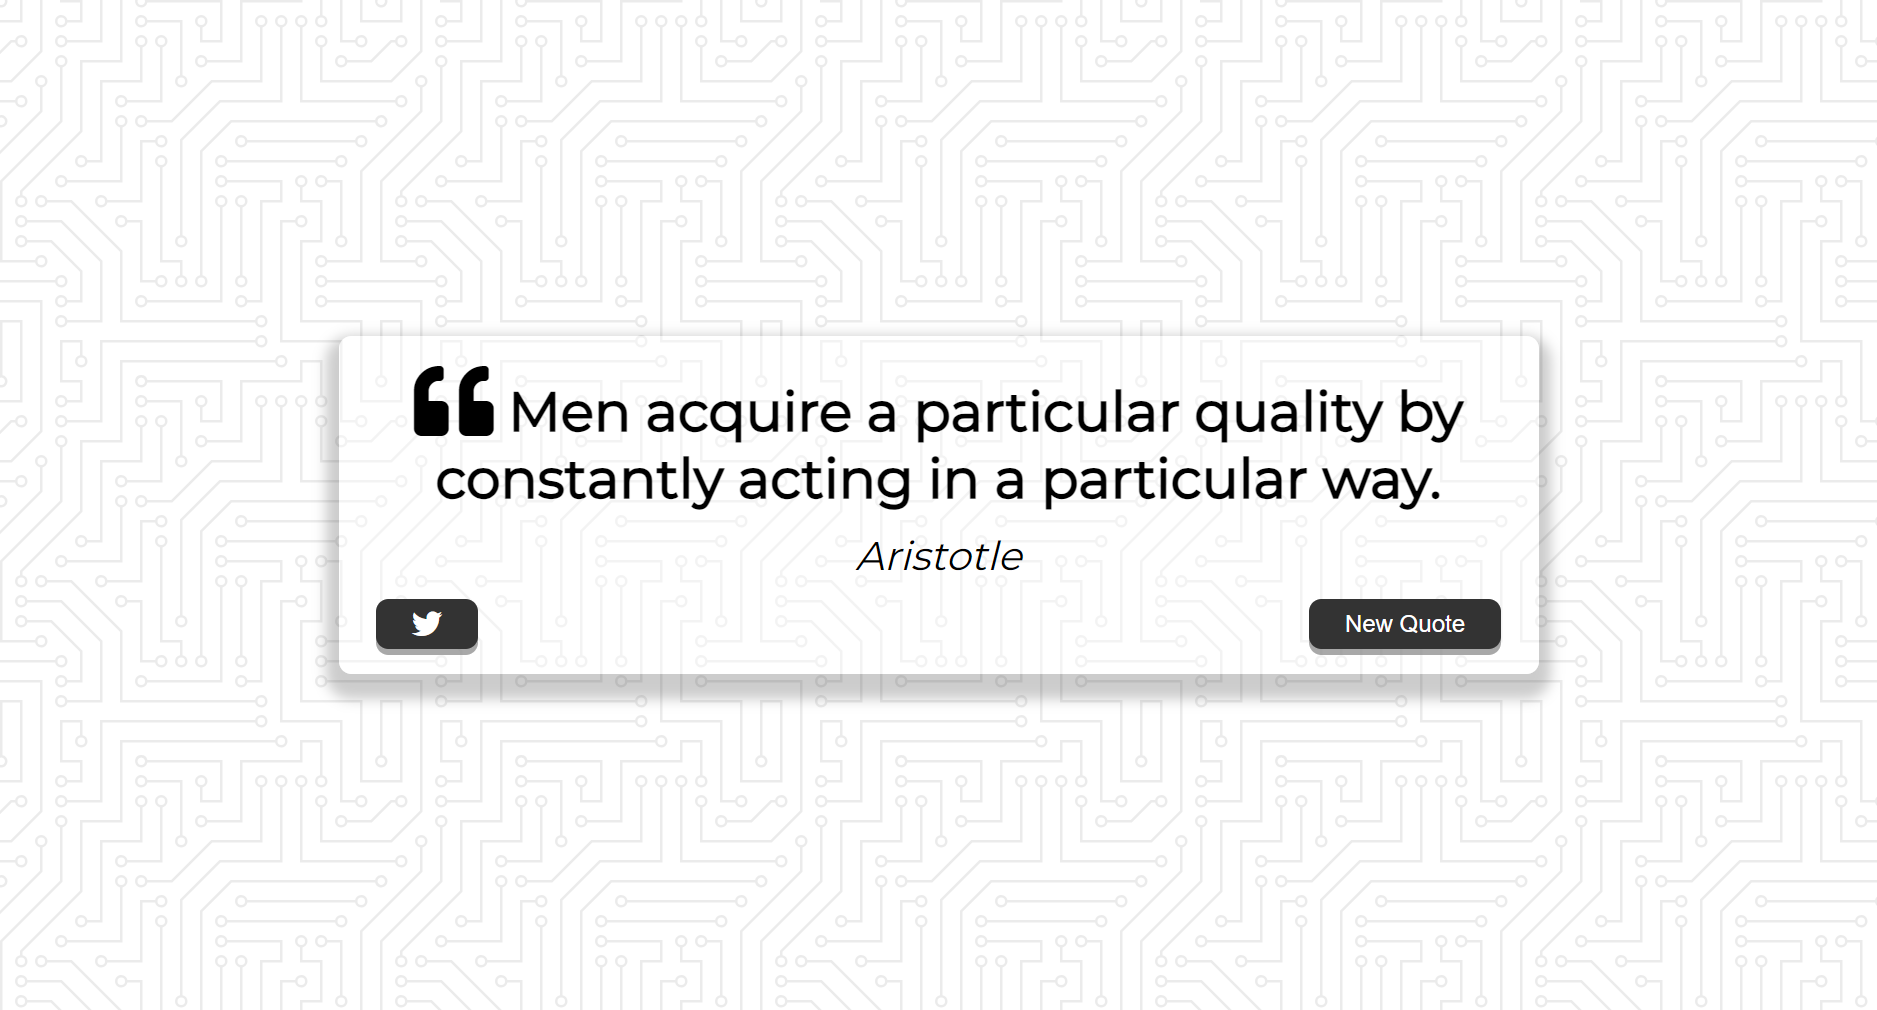 Men acquire a particular quality by
constantly acting in a particular way.
Aristotle
New Quote